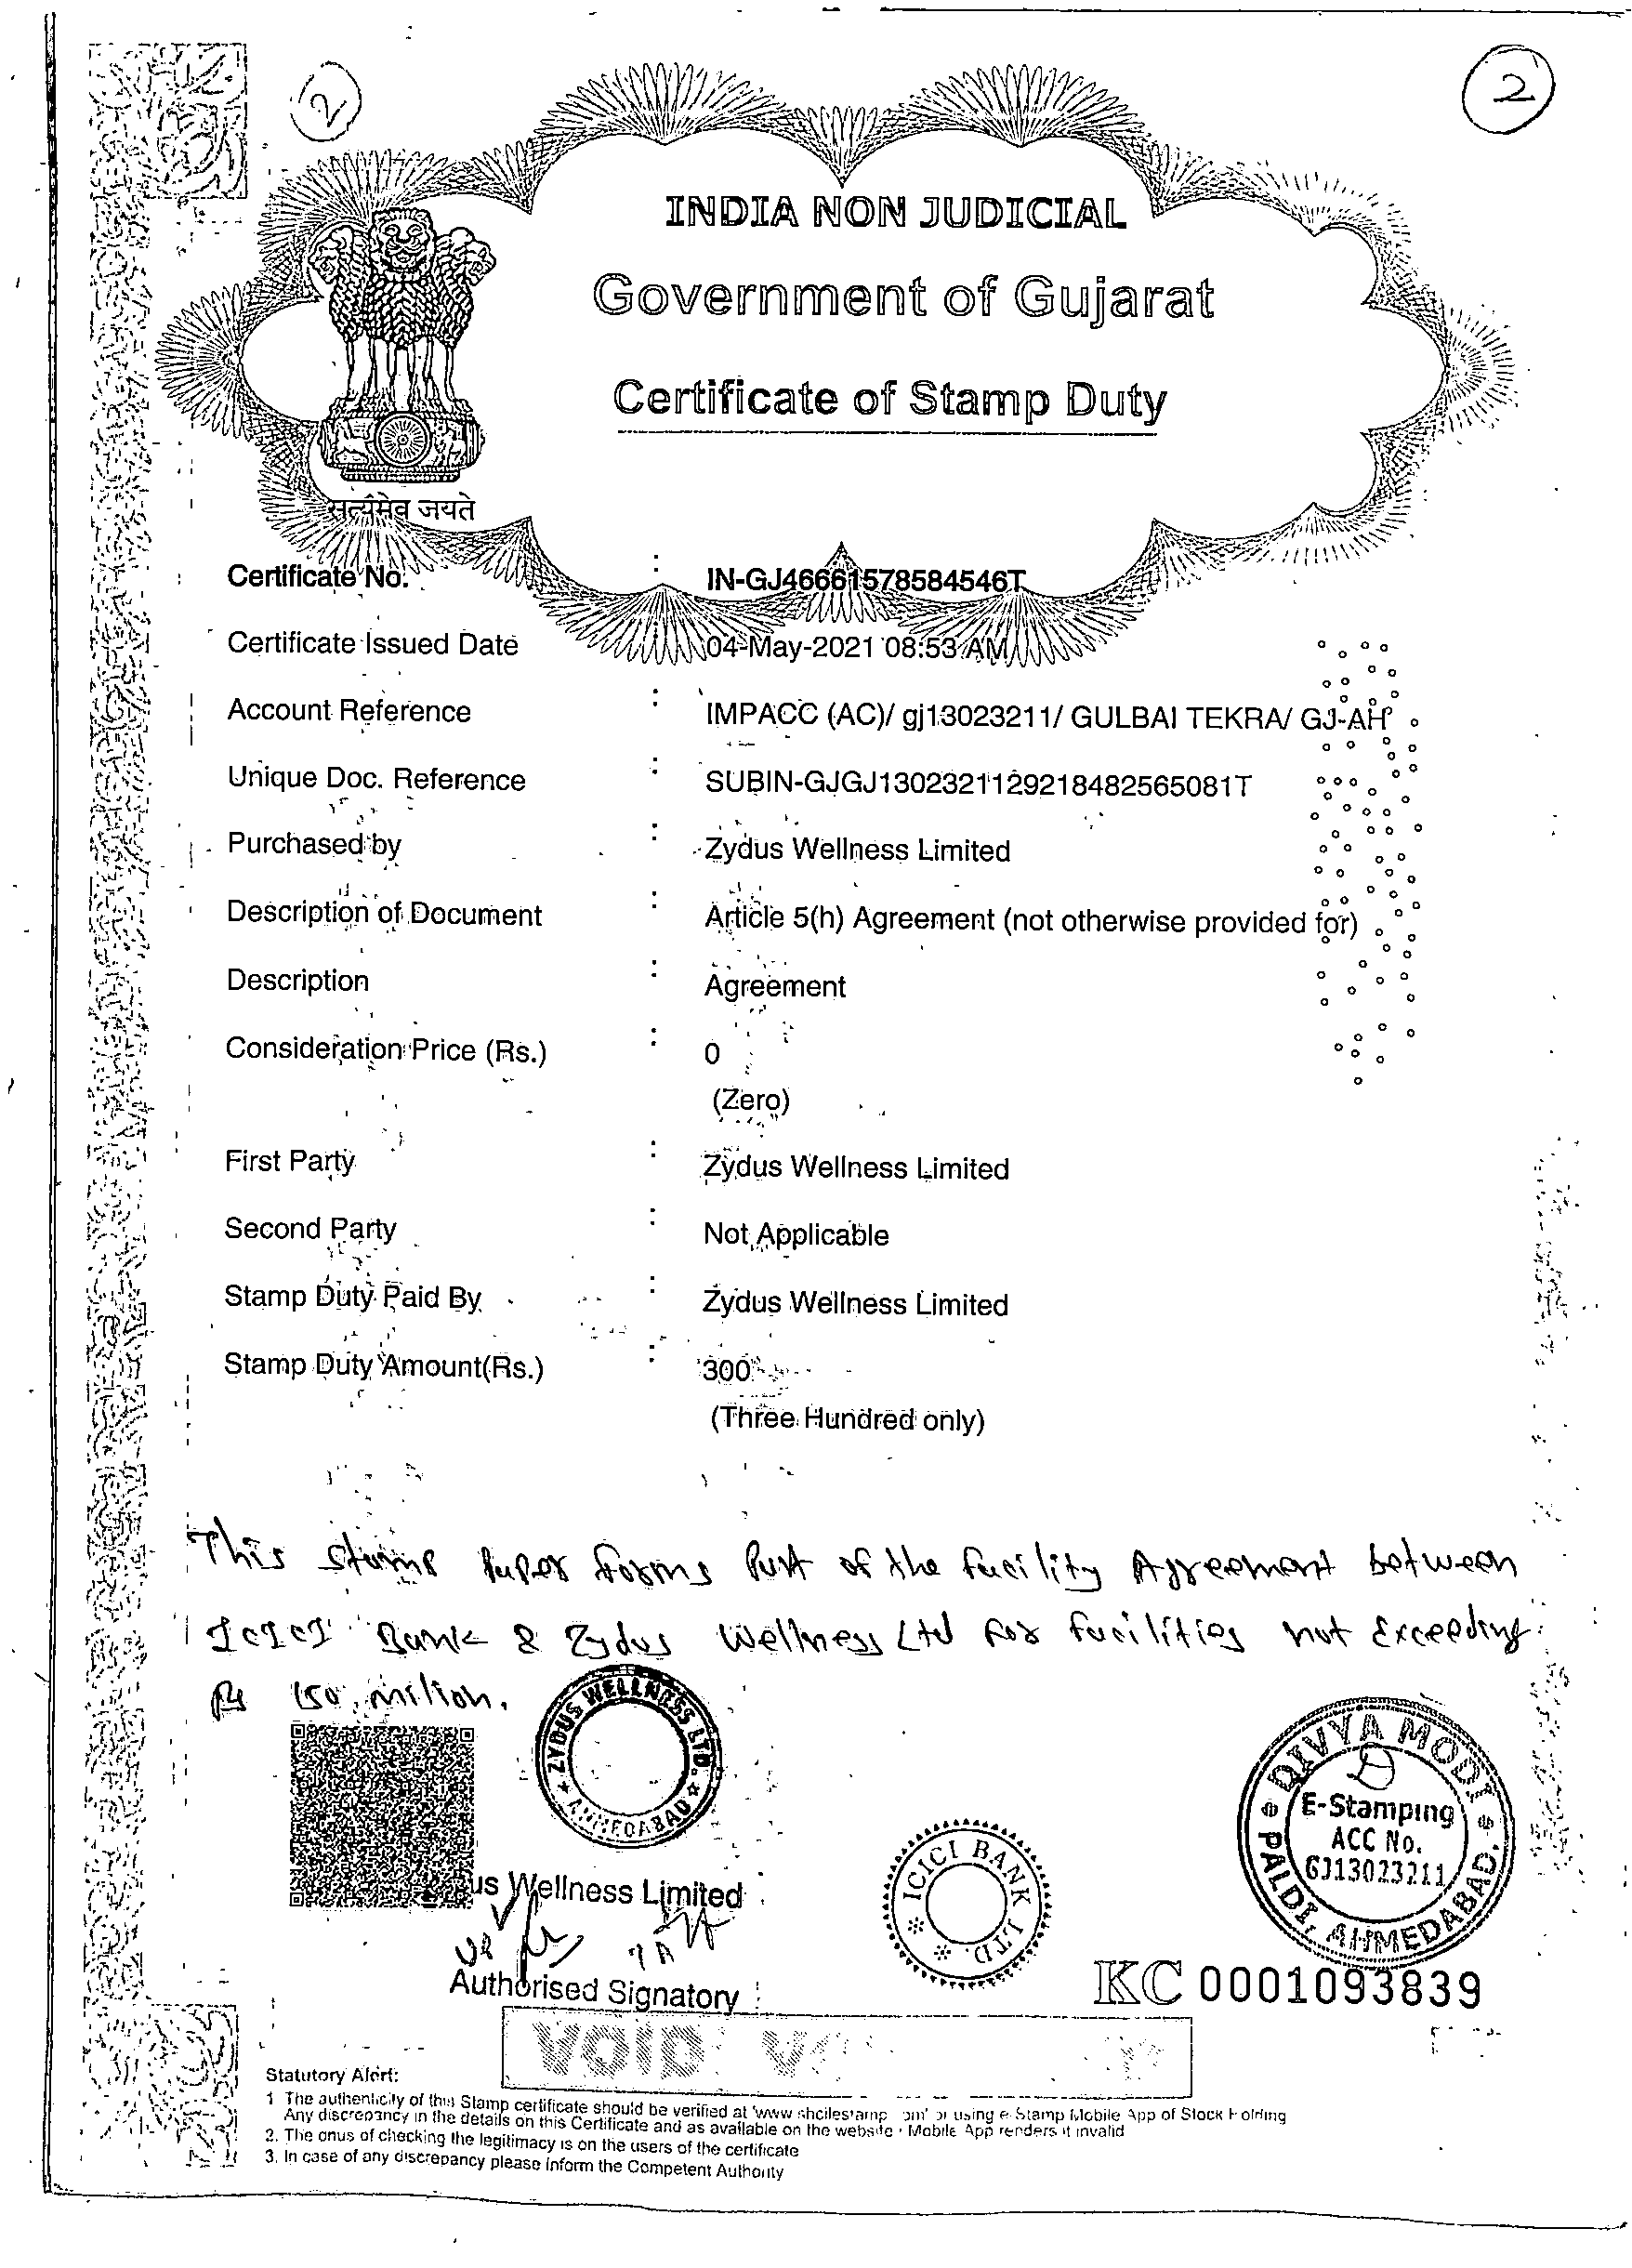 2
2
INDIA NON JUDICIAL
Government of Gujarat
Certificate of Stamp Duty
सत्यमेव जयते
Certificate No. : IN-GJ46661578584546T
Certificate Issued Date : 04-May-2021 08:53 AM
Account Reference : IMPACC (AC)/ gj13023211/ GULBAI TEKRA/ GJ-AH
Unique Doc. Reference : SUBIN-GJGJ1302321129218482565081T
Purchased by : Zydus Wellness Limited
Description of Document : Article 5(h) Agreement (not otherwise provided for)
Description : Agreement
Consideration Price (Rs.) : 0
(Zero)
First Party : Zydus Wellness Limited
Second Party : Not Applicable
Stamp Duty Paid By : Zydus Wellness Limited
Stamp Duty Amount(Rs.) : 300
(Three Hundred only)
This stamp paper forms Part of the facility Agreement between
ICICI Bank & Zydus Wellness Ltd for facilities not Exceeding
Rs 150 million.
ZYDUS WELLNESS LTD.
AHMEDABAD
us Wellness Limited
Authorised Signatory
ICICI BANK LTD.
DIVYA MODI
E-Stamping
ACC No.
GJ13023211
PALDI, AHMEDABAD.
KC 0001093839
VOID
Statutory Alert:
1 The authenticity of this Stamp certificate should be verified at 'www shcilestamp om' or using e-Stamp Mobile App of Stock Holding
Any discrepancy in the details on this Certificate and as available on the website / Mobile App renders it invalid
2. The onus of checking the legitimacy is on the users of the certificate
3. In case of any discrepancy please inform the Competent Authority